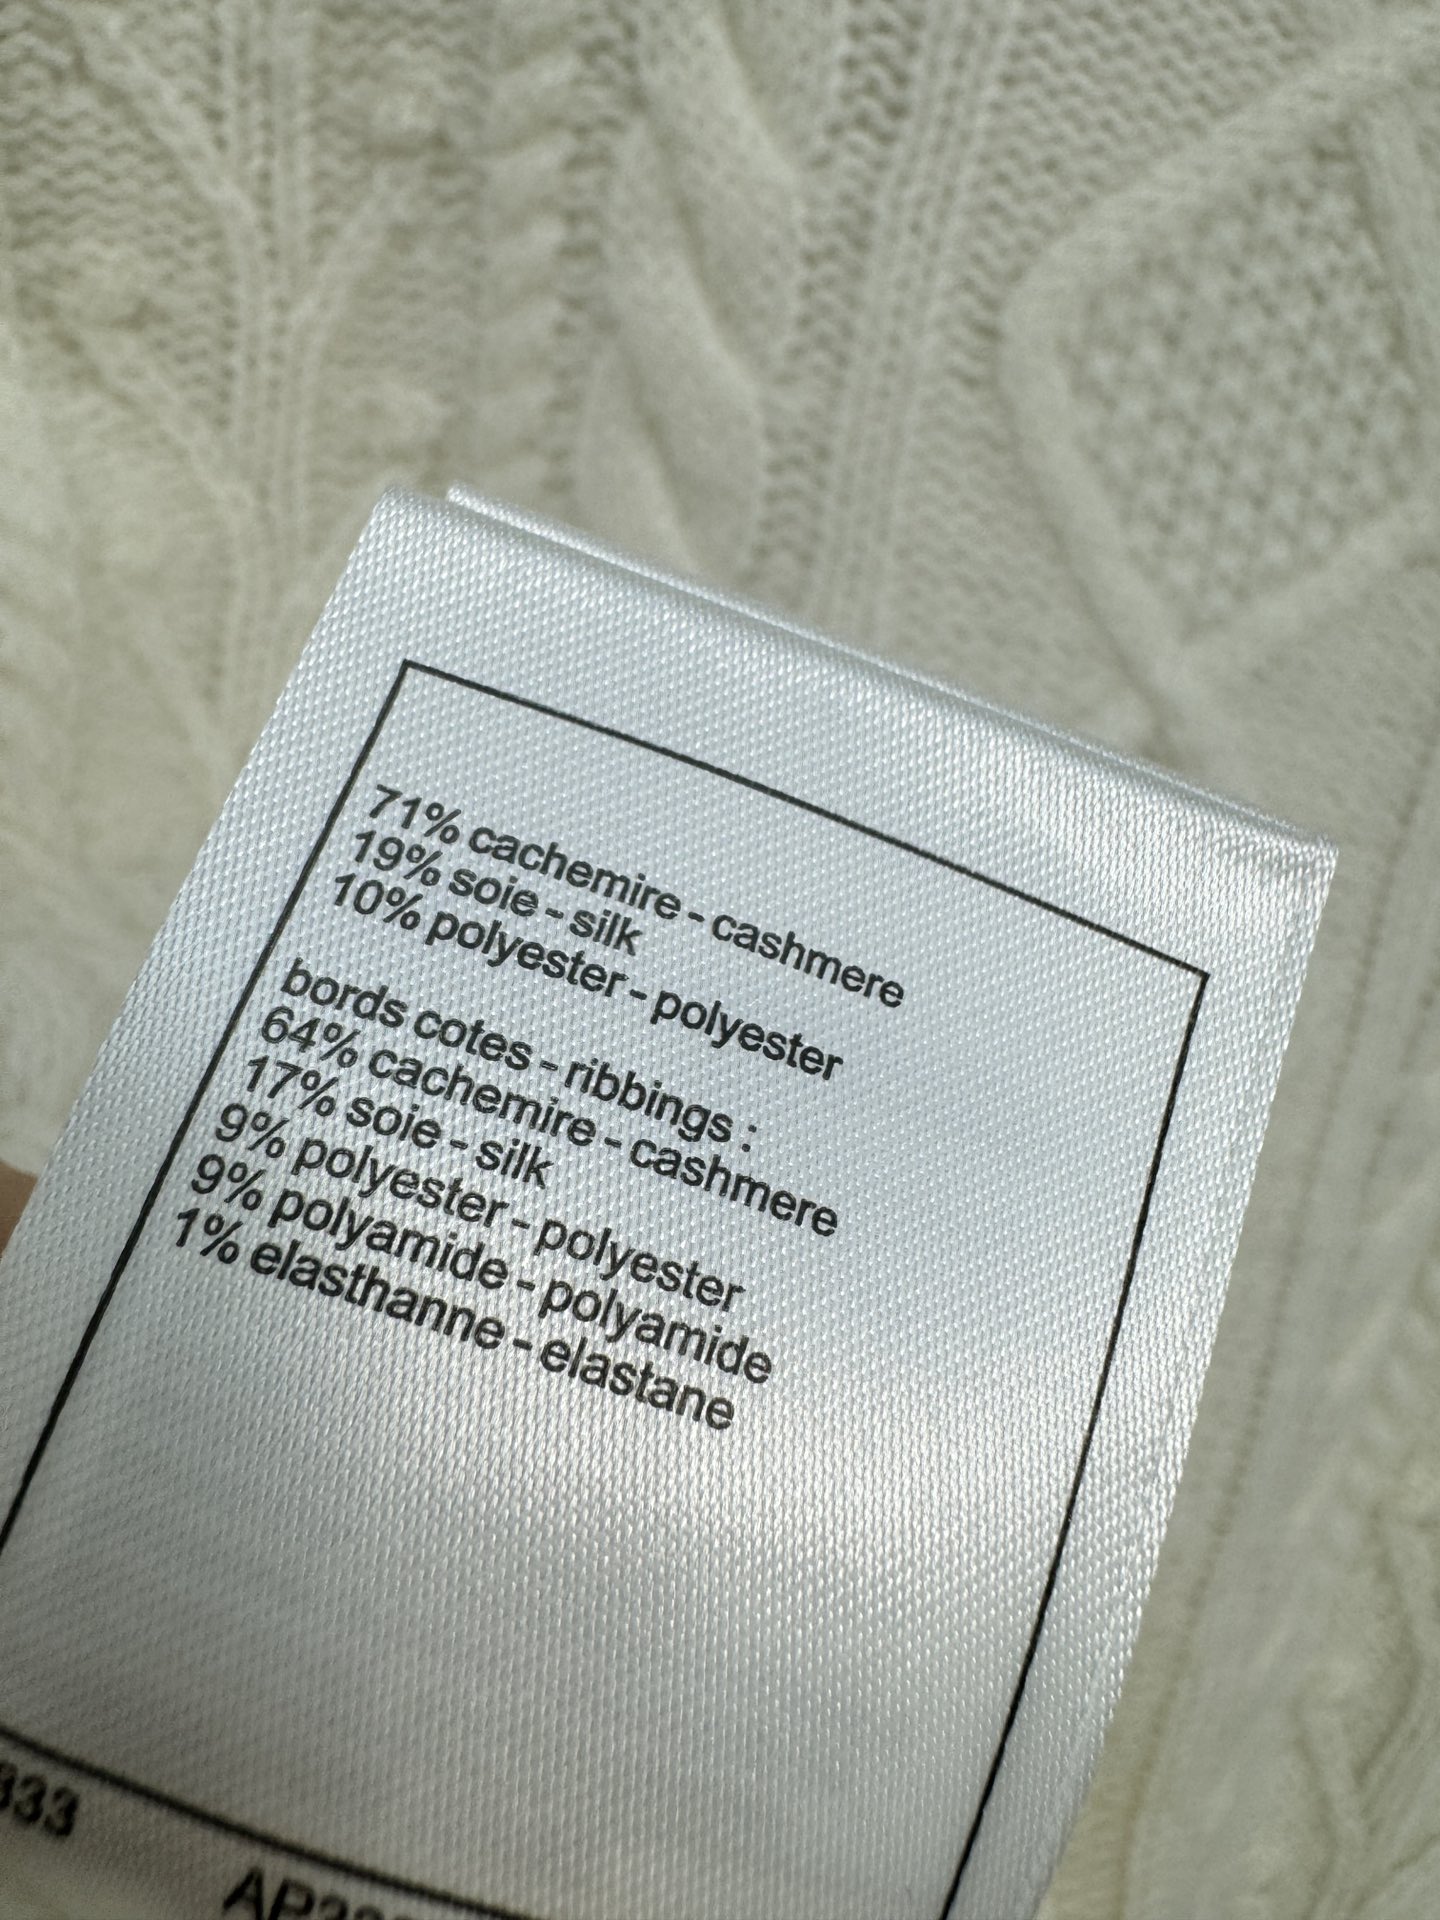 71% cachemire - cashmere
19% soie - silk
10% polyester - polyester
bords cotes - ribbings :
64% cachemire - cashmere
17% soie - silk
9% polyester - polyester
9% polyamide - polyamide
1% elasthanne - elastane